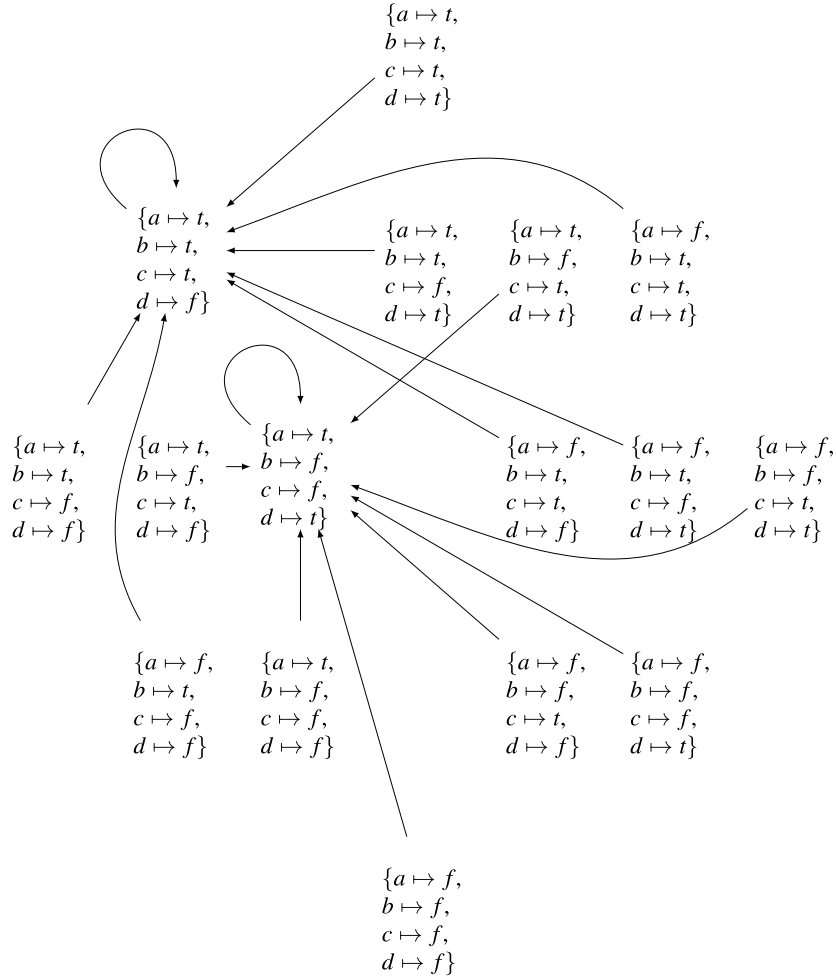 {a ↦ t,
b ↦ t,
c ↦ t,
d ↦ t}
{a ↦ t,
b ↦ t,
c ↦ t,
d ↦ f}
{a ↦ t,
b ↦ t,
c ↦ f,
d ↦ t}
{a ↦ t,
b ↦ f,
c ↦ t,
d ↦ t}
{a ↦ f,
b ↦ t,
c ↦ t,
d ↦ t}
{a ↦ t,
b ↦ t,
c ↦ f,
d ↦ f}
{a ↦ t,
b ↦ f,
c ↦ t,
d ↦ f}
{a ↦ t,
b ↦ f,
c ↦ f,
d ↦ t}
{a ↦ f,
b ↦ t,
c ↦ t,
d ↦ f}
{a ↦ f,
b ↦ t,
c ↦ f,
d ↦ t}
{a ↦ f,
b ↦ f,
c ↦ t,
d ↦ t}
{a ↦ f,
b ↦ t,
c ↦ f,
d ↦ f}
{a ↦ t,
b ↦ f,
c ↦ f,
d ↦ f}
{a ↦ f,
b ↦ f,
c ↦ t,
d ↦ f}
{a ↦ f,
b ↦ f,
c ↦ f,
d ↦ t}
{a ↦ f,
b ↦ f,
c ↦ f,
d ↦ f}